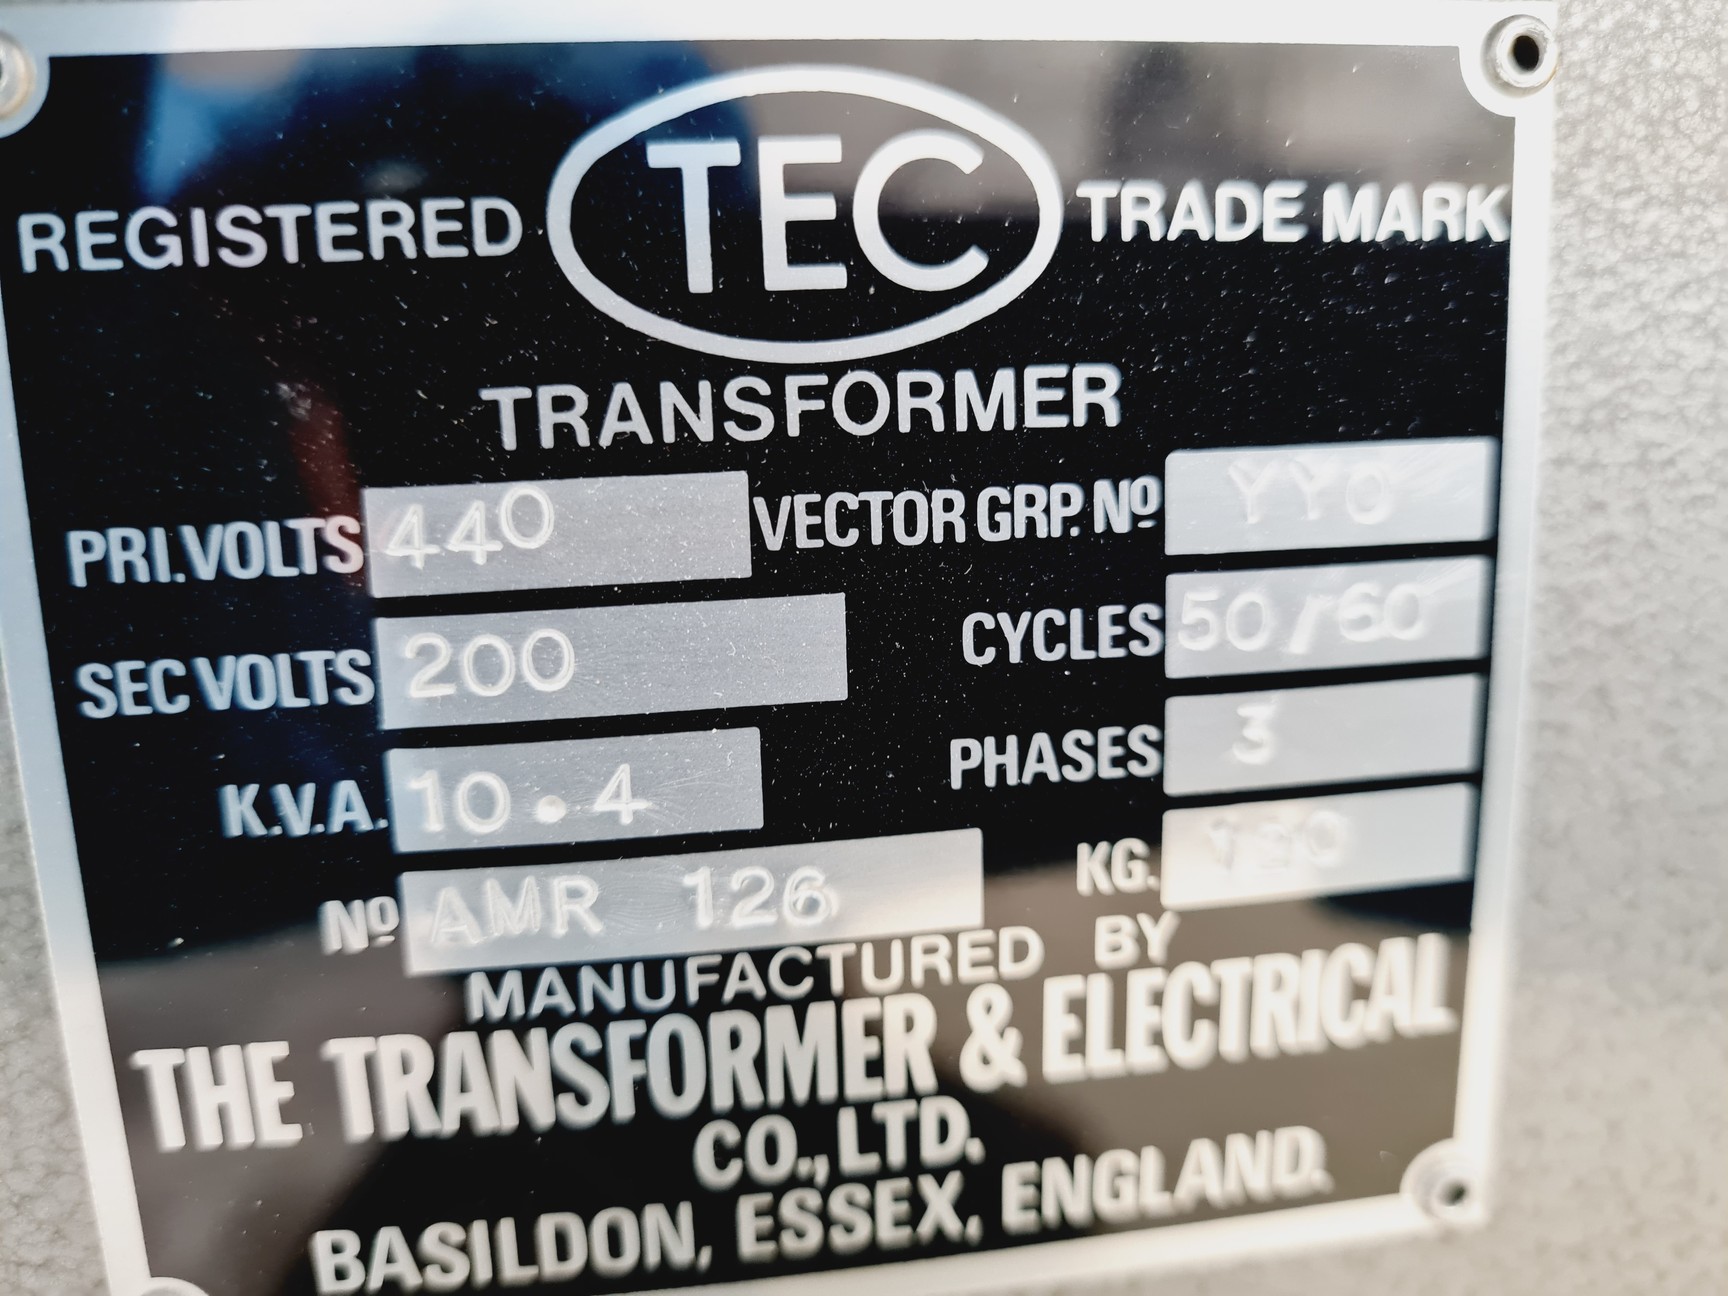 REGISTERED TEC TRADE MARK
TRANSFORMER
PRI.VOLTS 440 VECTOR GRP. Nº YYO
SEC VOLTS 200 CYCLES 50/60
K.V.A. 10.4 PHASES 3
Nº AMR 126 KG.
MANUFACTURED BY
THE TRANSFORMER & ELECTRICAL
CO., LTD.
BASILDON, ESSEX, ENGLAND.